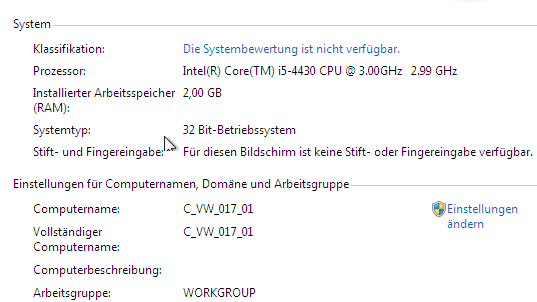 System
Klassifikation: Die Systembewertung ist nicht verfügbar.
Prozessor: Intel(R) Core(TM) i5-4430 CPU @ 3.00GHz 2.99 GHz
Installierter Arbeitsspeicher 2,00 GB
(RAM):
Systemtyp: 32 Bit-Betriebssystem
Stift- und Fingereingabe: Für diesen Bildschirm ist keine Stift- oder Fingereingabe verfügbar.
Einstellungen für Computernamen, Domäne und Arbeitsgruppe
Computername: C_VW_017_01 Einstellungen
ändern
Vollständiger C_VW_017_01
Computername:
Computerbeschreibung:
Arbeitsgruppe: WORKGROUP